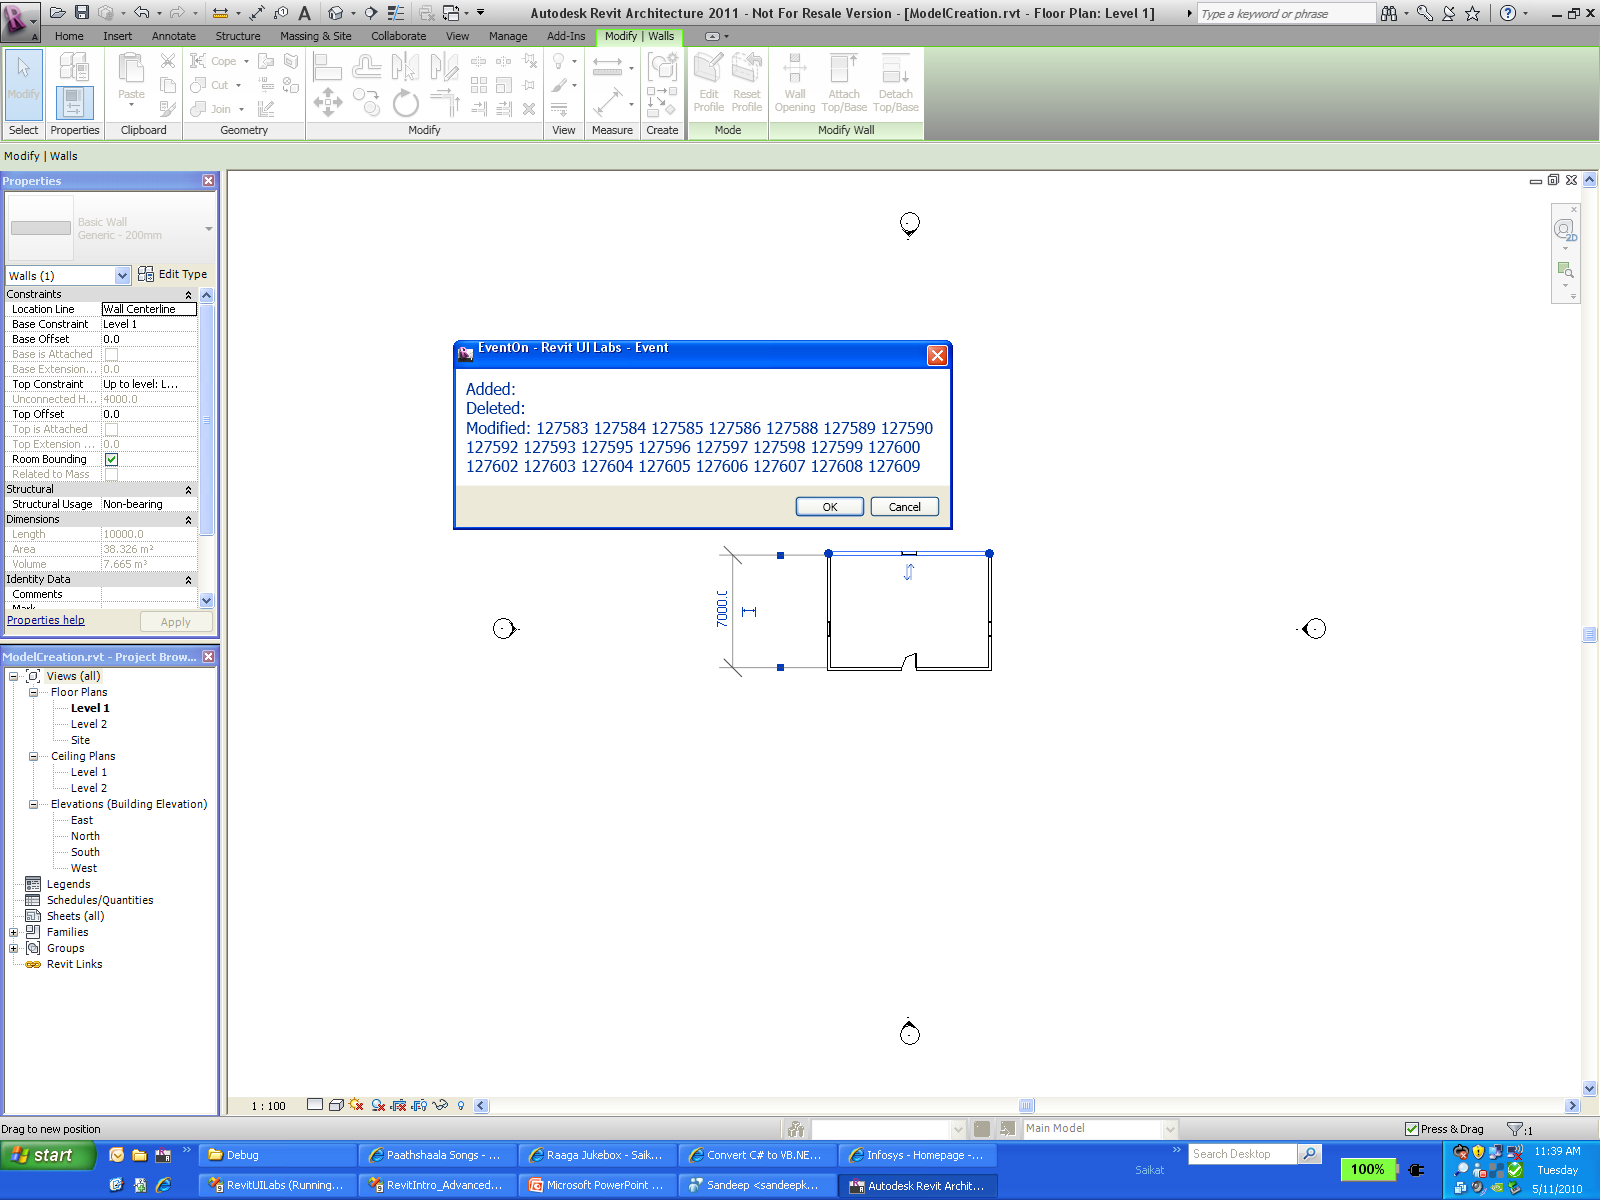 Autodesk Revit Architecture 2011 - Not For Resale Version - [ModelCreation.rvt - Floor Plan: Level 1]
Type a keyword or phrase
Home Insert Annotate Structure Massing & Site Collaborate View Manage Add-Ins Modify | Walls
Modify
Paste
Cope
Cut
Join
Edit Profile
Reset Profile
Wall Opening
Attach Top/Base
Detach Top/Base
Select Properties Clipboard Geometry Modify View Measure Create Mode Modify Wall
Modify | Walls
Properties
Basic Wall
Generic - 200mm
Walls (1)
Edit Type
Constraints
Location Line Wall Centerline
Base Constraint Level 1
Base Offset 0.0
Base is Attached
Base Extension... 0.0
Top Constraint Up to level: L...
Unconnected H... 4000.0
Top Offset 0.0
Top is Attached
Top Extension ... 0.0
Room Bounding
Related to Mass
Structural
Structural Usage Non-bearing
Dimensions
Length 10000.0
Area 38.326 m²
Volume 7.665 m³
Identity Data
Comments
Mark
Properties help
Apply
EventOn - Revit UI Labs - Event
Added:
Deleted:
Modified: 127583 127584 127585 127586 127588 127589 127590
127592 127593 127595 127596 127597 127598 127599 127600
127602 127603 127604 127605 127606 127607 127608 127609
OK Cancel
7000.0
2D
ModelCreation.rvt - Project Brow...
Views (all)
Floor Plans
Level 1
Level 2
Site
Ceiling Plans
Level 1
Level 2
Elevations (Building Elevation)
East
North
South
West
Legends
Schedules/Quantities
Sheets (all)
Families
Groups
Revit Links
1 : 100
Drag to new position
Main Model
Press & Drag
:1
start
Debug
Paathshaala Songs - ...
Raaga Jukebox - Saik...
Convert C# to VB.NE...
Infosys - Homepage -...
RevitUILabs (Running...
RevitIntro_Advanced...
Microsoft PowerPoint ...
Sandeep <sandeepk...
Autodesk Revit Archit...
Saikat
Search Desktop
100%
11:39 AM
Tuesday
5/11/2010